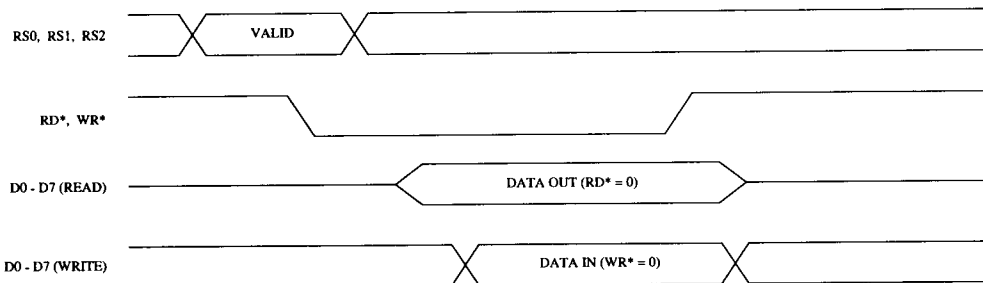 RS0, RS1, RS2
VALID
RD*, WR*
D0 - D7 (READ)
DATA OUT (RD* = 0)
D0 - D7 (WRITE)
DATA IN (WR* = 0)